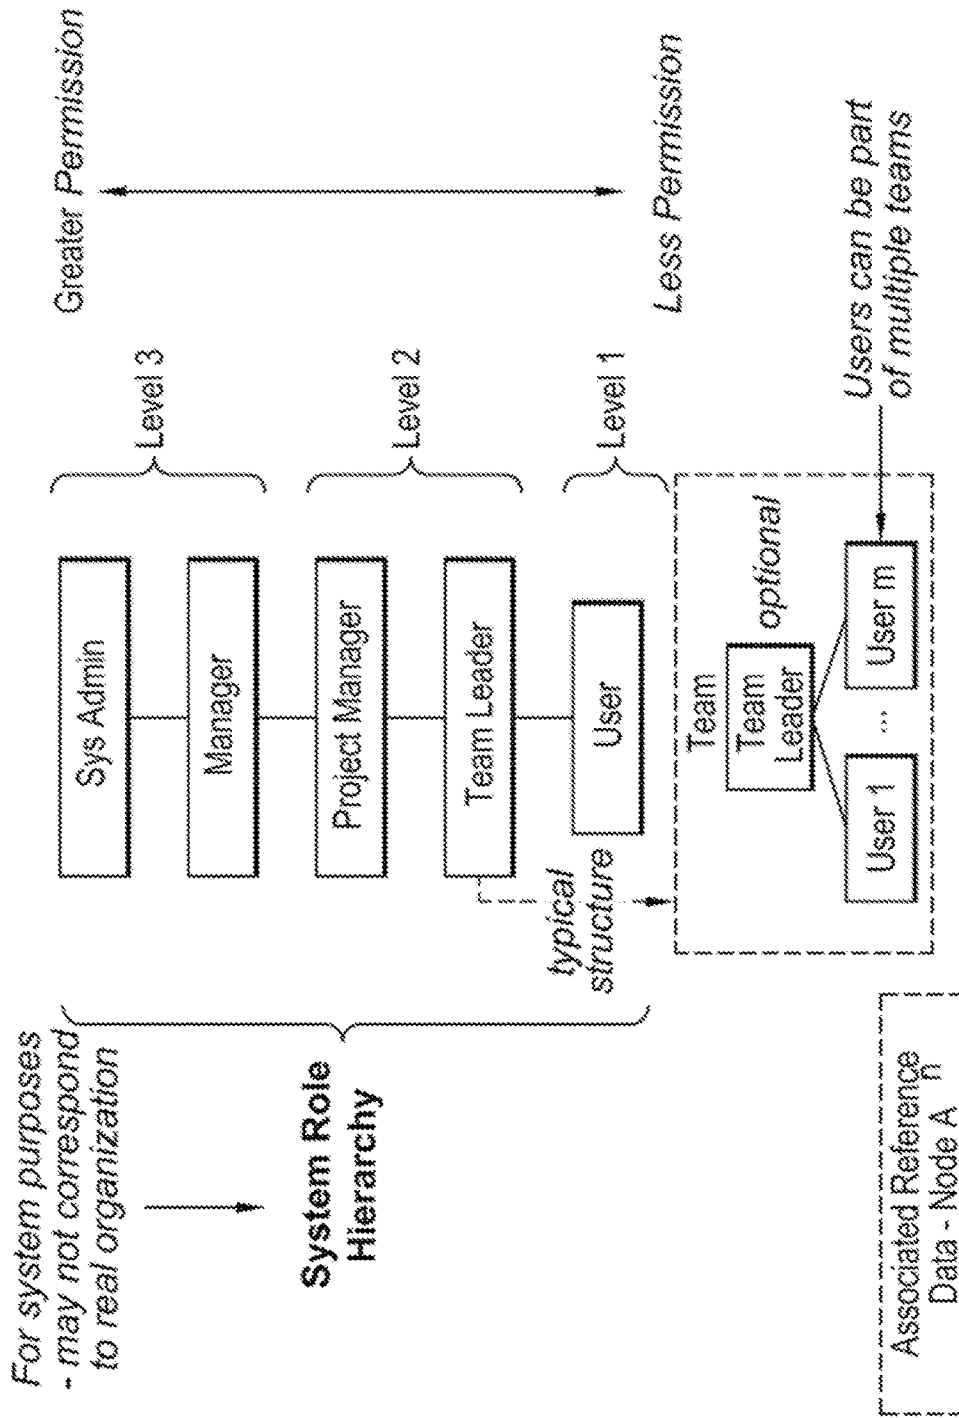 For system purposes
- may not correspond
to real organization
System Role
Hierarchy
Sys Admin
Manager
Project Manager
Team Leader
User
typical
structure
Level 3
Level 2
Level 1
Greater Permission
Less Permission
Team
Team
Leader
optional
User 1
...
User m
Users can be part
of multiple teams
Associated Reference
Data - Node A n